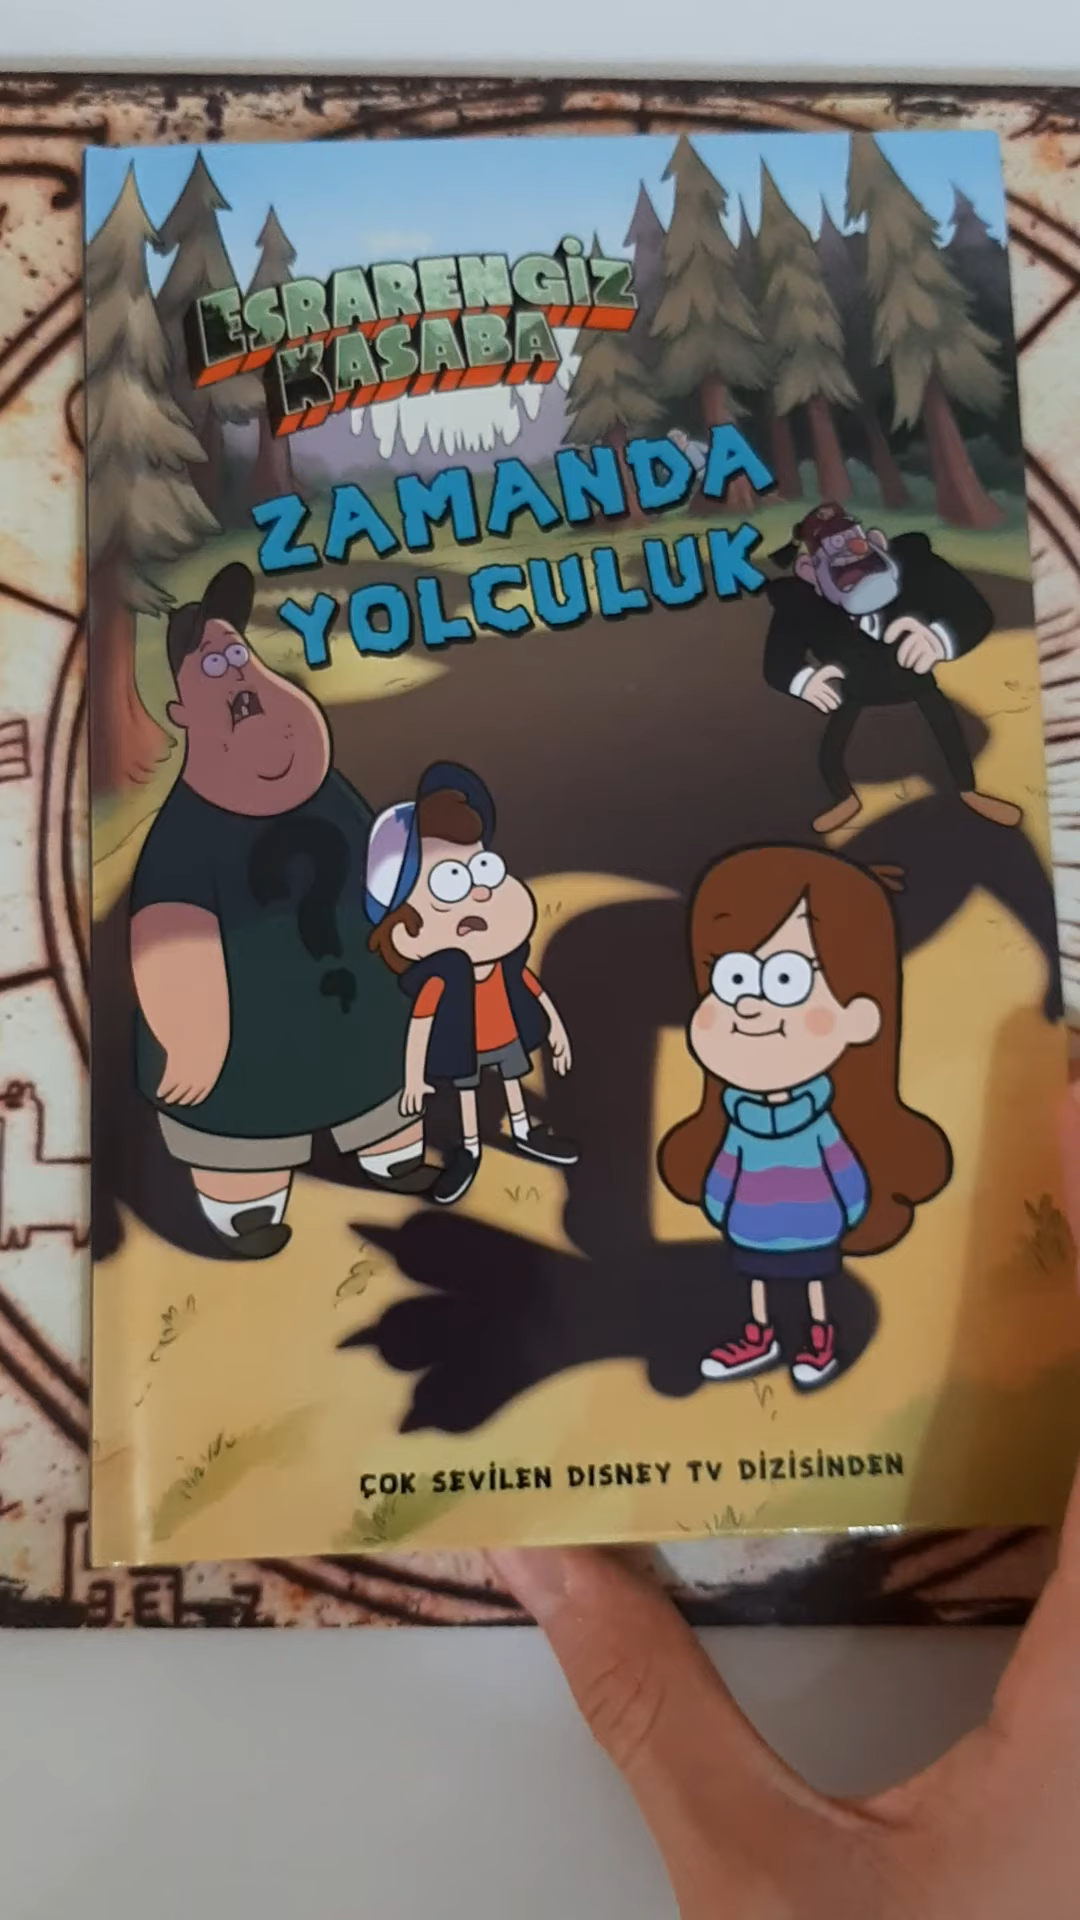 ESRARENGİZ
KASABA
ZAMANDA
YOLCULUK
?
ÇOK SEVİLEN DISNEY TV DİZİSİNDEN